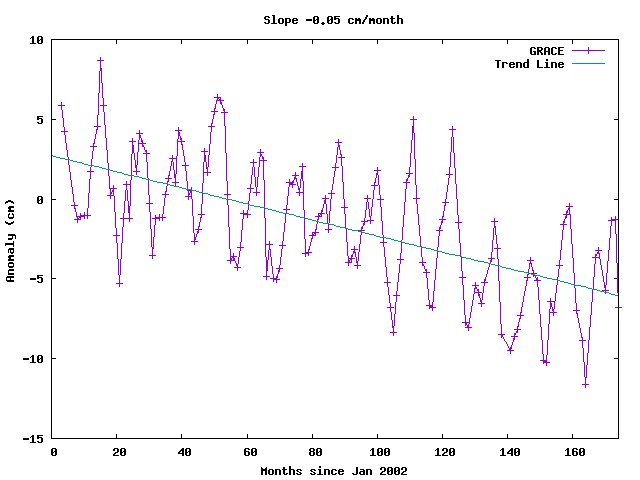 Slope -0.05 cm/month
GRACE
Trend Line
10
5
0
-5
-10
-15
Anomaly (cm)
0 20 40 60 80 100 120 140 160
Months since Jan 2002